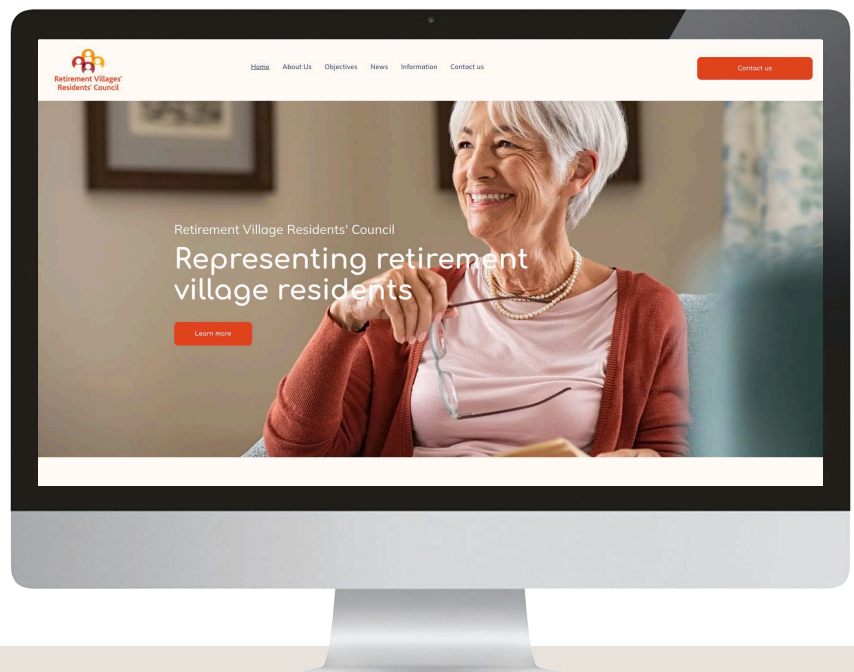 Retirement Villages'
Residents' Council
Home About Us Objectives News Information Contact us
Contact us
Retirement Village Residents' Council
Representing retirement
village residents
Learn more